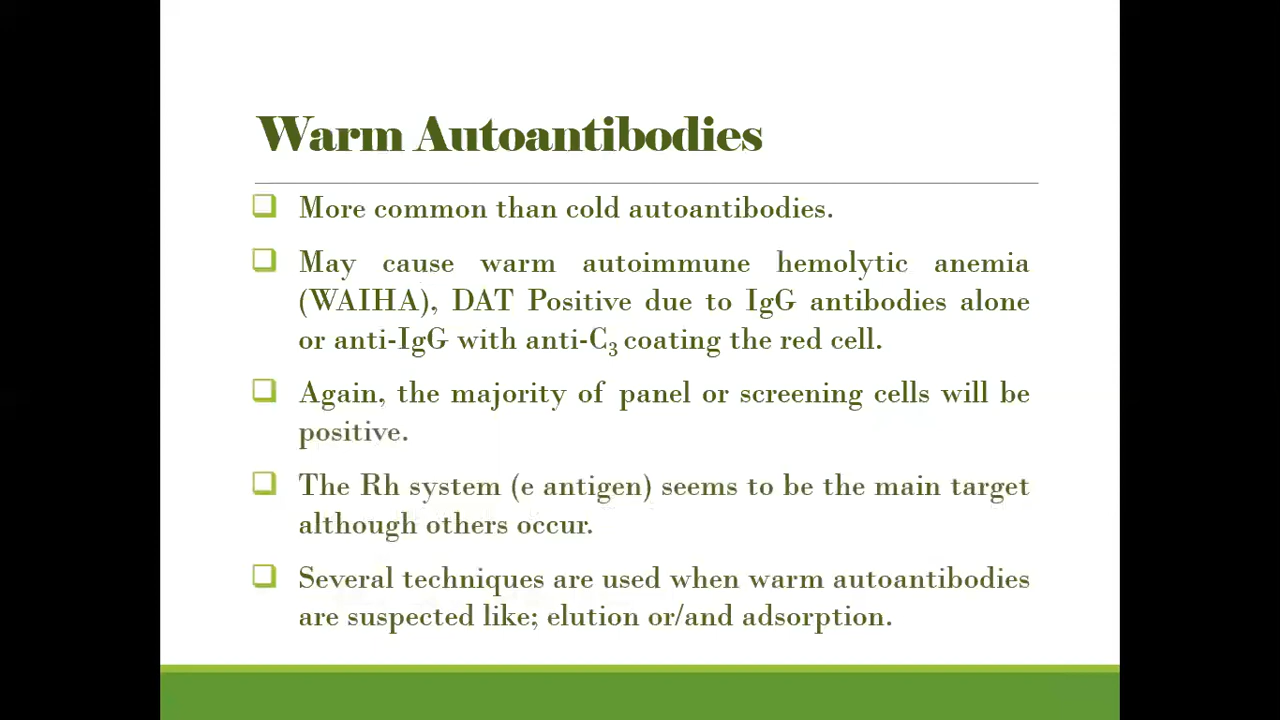 Warm Autoantibodies
More common than cold autoantibodies.
May cause warm autoimmune hemolytic anemia
(WAIHA), DAT Positive due to IgG antibodies alone
or anti-IgG with anti-C₃ coating the red cell.
Again, the majority of panel or screening cells will be
positive.
The Rh system (e antigen) seems to be the main target
although others occur.
Several techniques are used when warm autoantibodies
are suspected like; elution or/and adsorption.